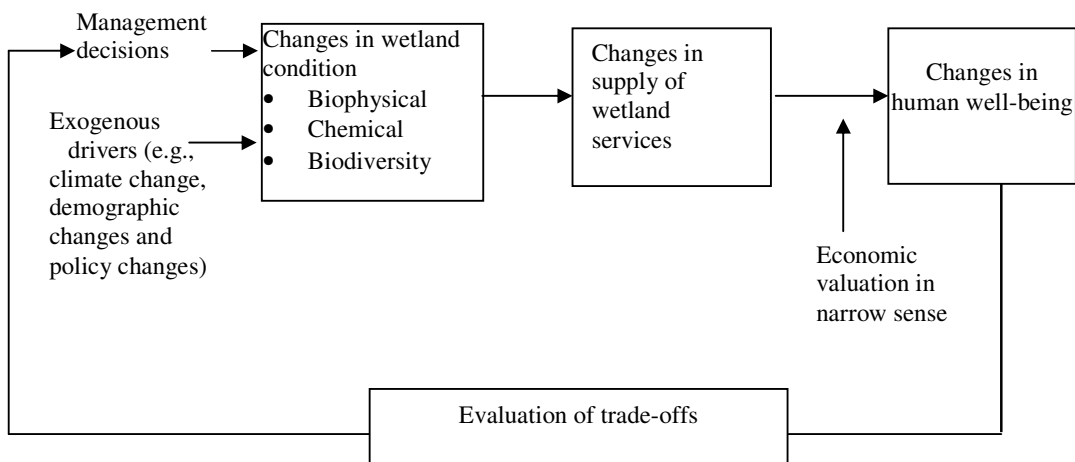 Management
decisions
Exogenous
drivers (e.g.,
climate change,
demographic
changes and
policy changes)
Changes in wetland
condition
• Biophysical
• Chemical
• Biodiversity
Changes in
supply of
wetland
services
Economic
valuation in
narrow sense
Changes in
human well-being
Evaluation of trade-offs